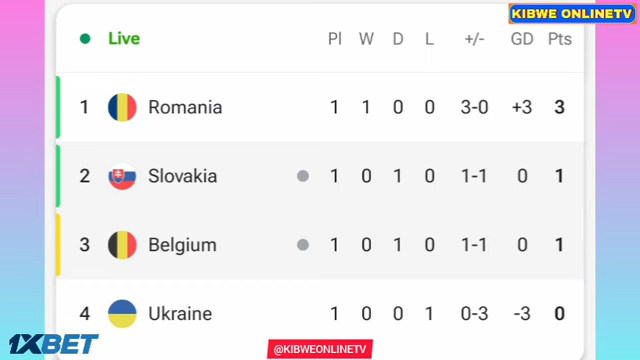 KIBWE ONLINETV
Live Pl W D L +/- GD Pts
1 Romania 1 1 0 0 3-0 +3 3
2 Slovakia 1 0 1 0 1-1 0 1
3 Belgium 1 0 1 0 1-1 0 1
4 Ukraine 1 0 0 1 0-3 -3 0
1XBET
@KIBWEONLINETV